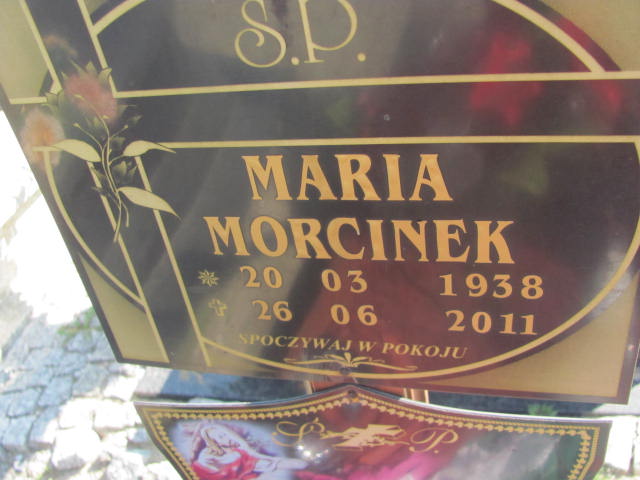 S.P.
MARIA
MORCINEK
20 03 1938
26 06 2011
SPOCZYWAJ W POKOJU
S P.